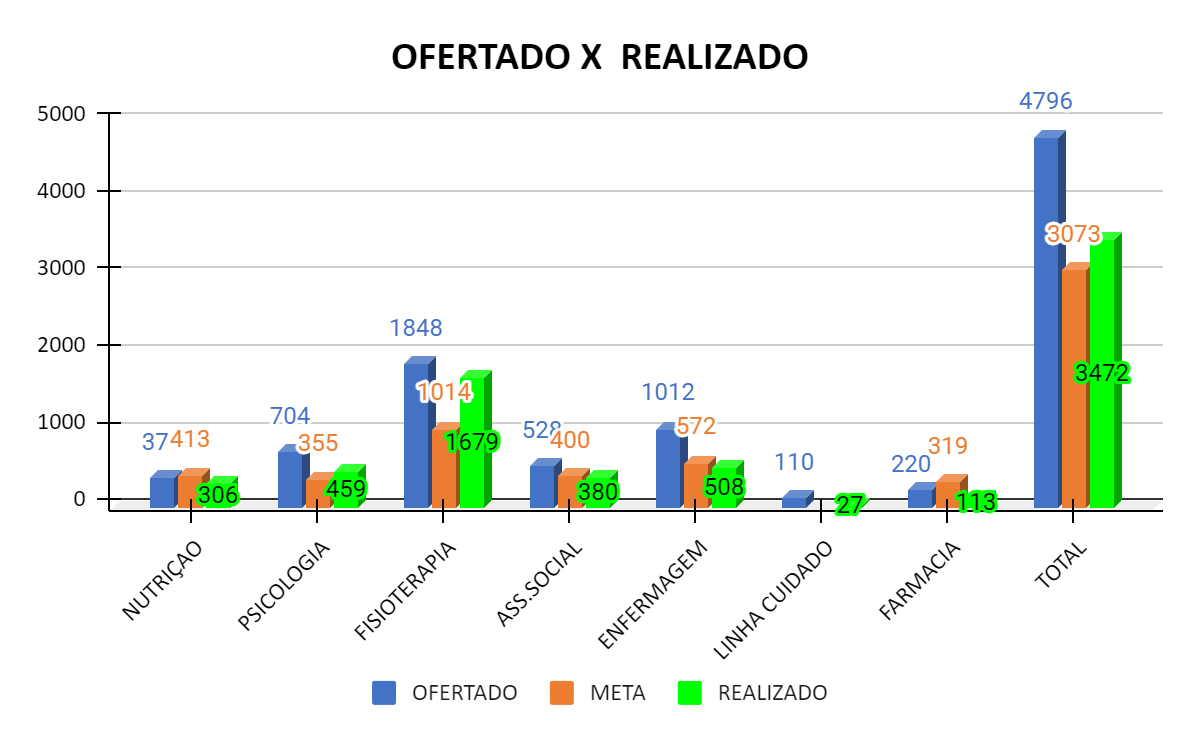 OFERTADO X REALIZADO
5000
4000
3000
2000
1000
0
37
413
306
704
355
459
1848
1014
1679
528
400
380
1012
572
508
110
27
220
319
113
4796
3073
3472
NUTRIÇAO
PSICOLOGIA
FISIOTERAPIA
ASS.SOCIAL
ENFERMAGEM
LINHA CUIDADO
FARMACIA
TOTAL
OFERTADO META REALIZADO